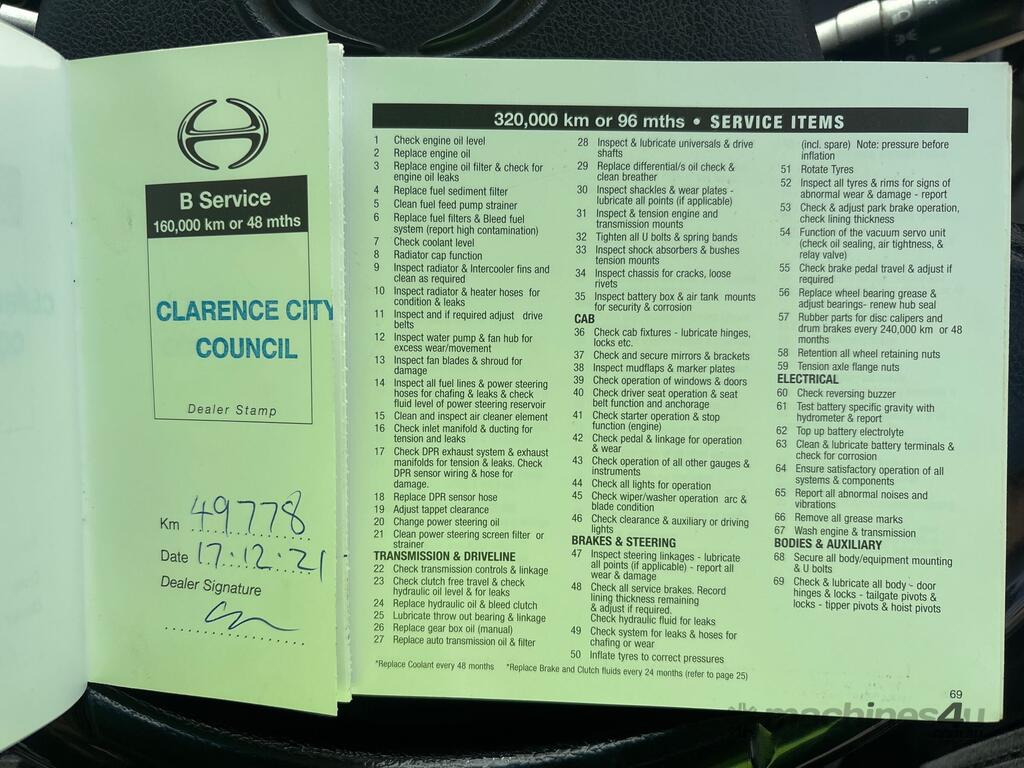 B Service
160,000 km or 48 mths
CLARENCE CITY
COUNCIL
Dealer Stamp
Km 49778
Date 17.12.21
Dealer Signature
320,000 km or 96 mths • SERVICE ITEMS
1 Check engine oil level
2 Replace engine oil
3 Replace engine oil filter & check for
engine oil leaks
4 Replace fuel sediment filter
5 Clean fuel feed pump strainer
6 Replace fuel filters & Bleed fuel
system (report high contamination)
7 Check coolant level
8 Radiator cap function
9 Inspect radiator & Intercooler fins and
clean as required
10 Inspect radiator & heater hoses for
condition & leaks
11 Inspect and if required adjust drive
belts
12 Inspect water pump & fan hub for
excess wear/movement
13 Inspect fan blades & shroud for
damage
14 Inspect all fuel lines & power steering
hoses for chafing & leaks & check
fluid level of power steering reservoir
15 Clean and inspect air cleaner element
16 Check inlet manifold & ducting for
tension and leaks
17 Check DPR exhaust system & exhaust
manifolds for tension & leaks. Check
DPR sensor wiring & hose for
damage.
18 Replace DPR sensor hose
19 Adjust tappet clearance
20 Change power steering oil
21 Clean power steering screen filter or
strainer
TRANSMISSION & DRIVELINE
22 Check transmission controls & linkage
23 Check clutch free travel & check
hydraulic oil level & for leaks
24 Replace hydraulic oil & bleed clutch
25 Lubricate throw out bearing & linkage
26 Replace gear box oil (manual)
27 Replace auto transmission oil & filter
28 Inspect & lubricate universals & drive
shafts
29 Replace differential/s oil check &
clean breather
30 Inspect shackles & wear plates -
lubricate all points (if applicable)
31 Inspect & tension engine and
transmission mounts
32 Tighten all U bolts & spring bands
33 Inspect shock absorbers & bushes
tension mounts
34 Inspect chassis for cracks, loose
rivets
35 Inspect battery box & air tank mounts
for security & corrosion
CAB
36 Check cab fixtures - lubricate hinges,
locks etc.
37 Check and secure mirrors & brackets
38 Inspect mudflaps & marker plates
39 Check operation of windows & doors
40 Check driver seat operation & seat
belt function and anchorage
41 Check starter operation & stop
function (engine)
42 Check pedal & linkage for operation
& wear
43 Check operation of all other gauges &
instruments
44 Check all lights for operation
45 Check wiper/washer operation arc &
blade condition
46 Check clearance & auxiliary or driving
lights
BRAKES & STEERING
47 Inspect steering linkages - lubricate
all points (if applicable) - report all
wear & damage
48 Check all service brakes. Record
lining thickness remaining
& adjust if required.
Check hydraulic fluid for leaks
49 Check system for leaks & hoses for
chafing or wear
50 Inflate tyres to correct pressures
(incl. spare) Note: pressure before
inflation
51 Rotate Tyres
52 Inspect all tyres & rims for signs of
abnormal wear & damage - report
53 Check & adjust park brake operation,
check lining thickness
54 Function of the vacuum servo unit
(check oil sealing, air tightness, &
relay valve)
55 Check brake pedal travel & adjust if
required
56 Replace wheel bearing grease &
adjust bearings- renew hub seal
57 Rubber parts for disc calipers and
drum brakes every 240,000 km or 48
months
58 Retention all wheel retaining nuts
59 Tension axle flange nuts
ELECTRICAL
60 Check reversing buzzer
61 Test battery specific gravity with
hydrometer & report
62 Top up battery electrolyte
63 Clean & lubricate battery terminals &
check for corrosion
64 Ensure satisfactory operation of all
systems & components
65 Report all abnormal noises and
vibrations
66 Remove all grease marks
67 Wash engine & transmission
BODIES & AUXILIARY
68 Secure all body/equipment mounting
& U bolts
69 Check & lubricate all body - door
hinges & locks - tailgate pivots &
locks - tipper pivots & hoist pivots
*Replace Coolant every 48 months *Replace Brake and Clutch fluids every 24 months (refer to page 25)
69
machines4u